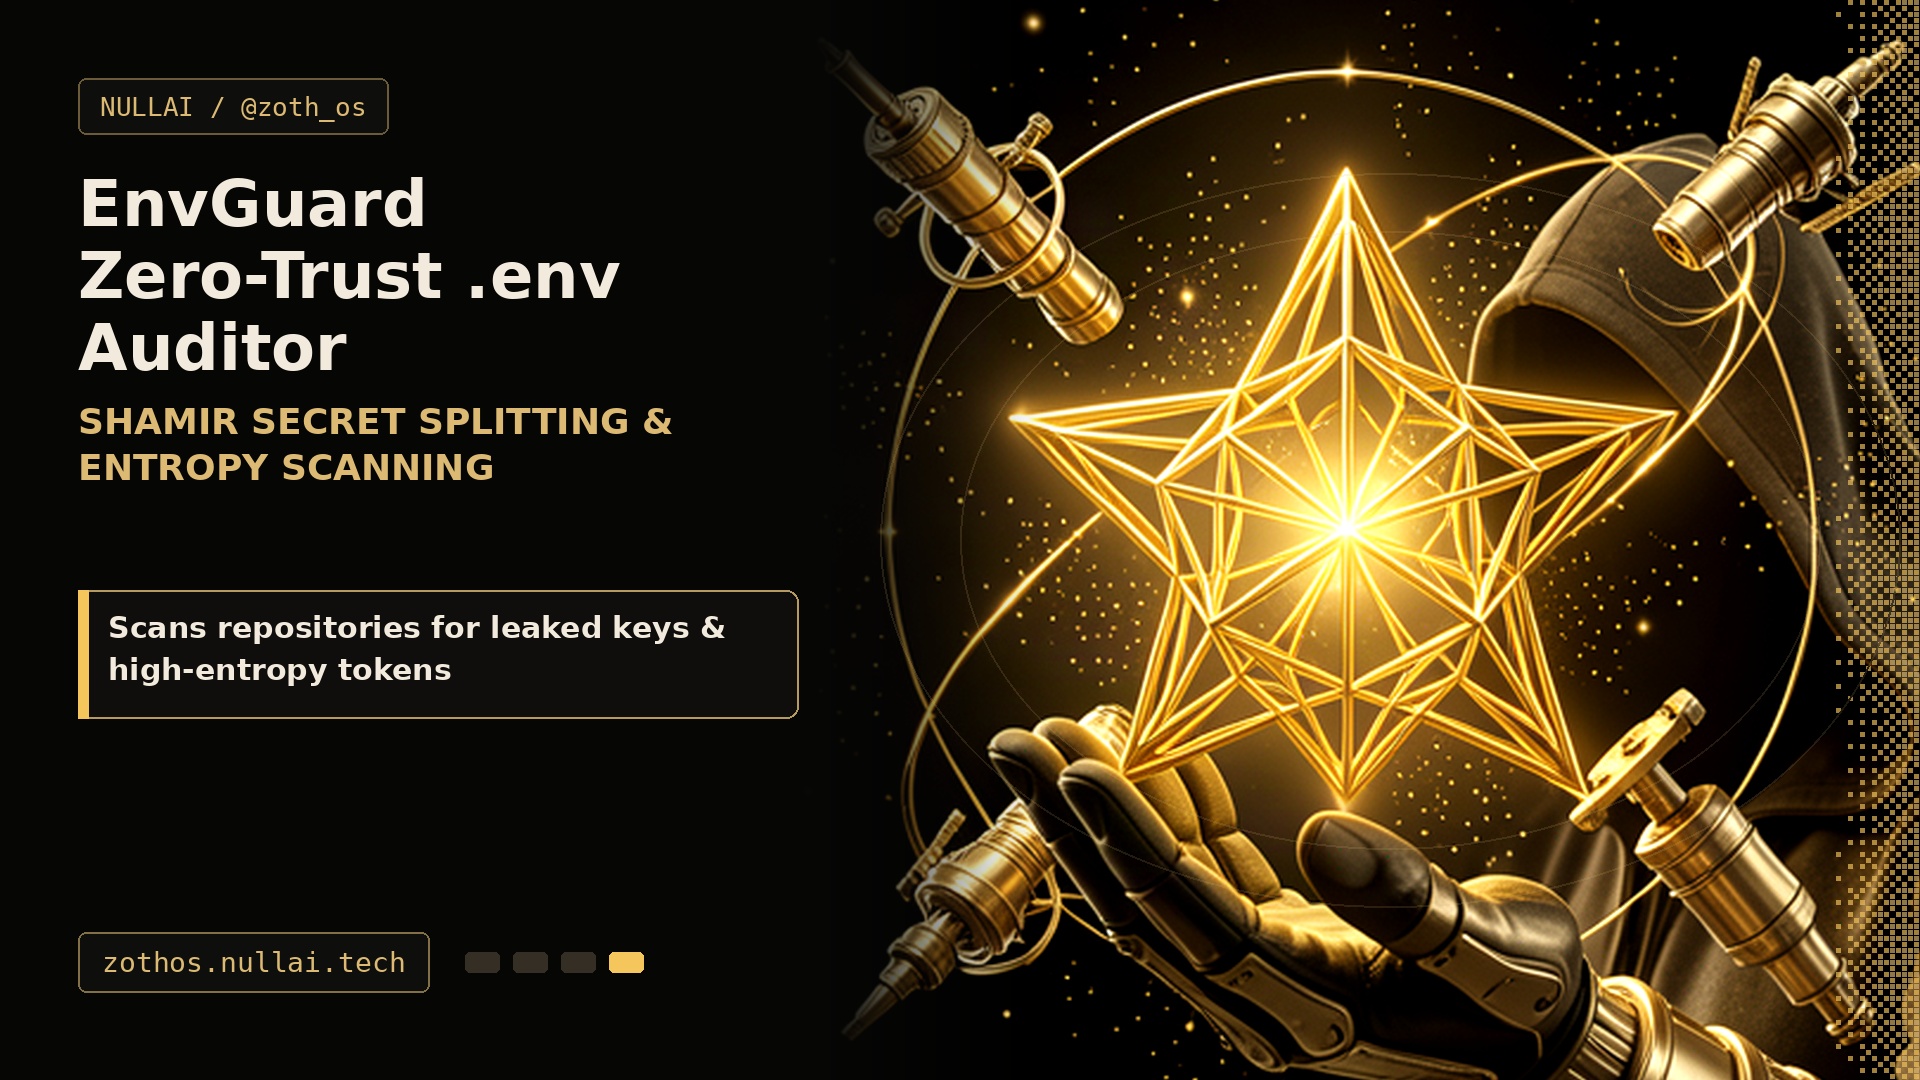 NULLAI / @zoth_os
EnvGuard
Zero-Trust .env
Auditor
SHAMIR SECRET SPLITTING &
ENTROPY SCANNING
Scans repositories for leaked keys &
high-entropy tokens
zothos.nullai.tech